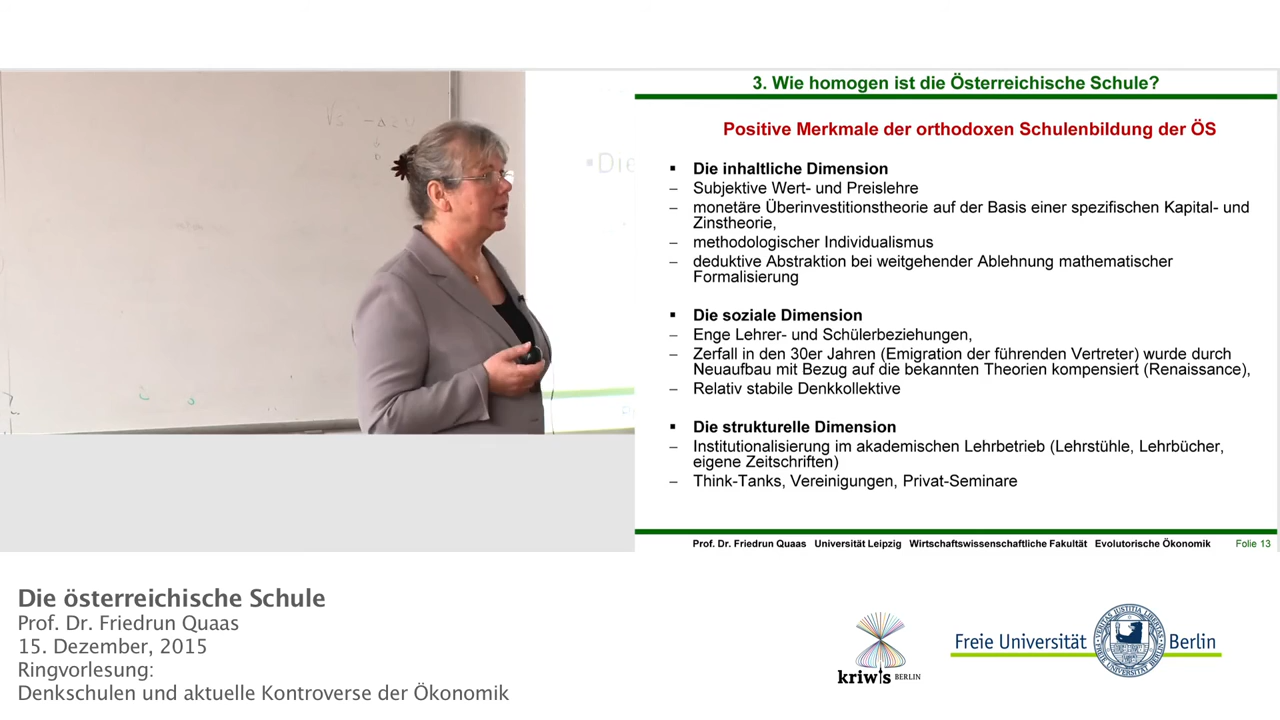 3. Wie homogen ist die Österreichische Schule?
Positive Merkmale der orthodoxen Schulenbildung der ÖS
▪ Die inhaltliche Dimension
– Subjektive Wert- und Preislehre
– monetäre Überinvestitionstheorie auf der Basis einer spezifischen Kapital- und
Zinstheorie,
– methodologischer Individualismus
– deduktive Abstraktion bei weitgehender Ablehnung mathematischer
Formalisierung
▪ Die soziale Dimension
– Enge Lehrer- und Schülerbeziehungen,
– Zerfall in den 30er Jahren (Emigration der führenden Vertreter) wurde durch
Neuaufbau mit Bezug auf die bekannten Theorien kompensiert (Renaissance),
– Relativ stabile Denkkollektive
▪ Die strukturelle Dimension
– Institutionalisierung im akademischen Lehrbetrieb (Lehrstühle, Lehrbücher,
eigene Zeitschriften)
– Think-Tanks, Vereinigungen, Privat-Seminare
Prof. Dr. Friedrun Quaas Universität Leipzig Wirtschaftswissenschaftliche Fakultät Evolutorische Ökonomik Folie 13
▪Die
Die österreichische Schule
Prof. Dr. Friedrun Quaas
15. Dezember, 2015
Ringvorlesung:
Denkschulen und aktuelle Kontroverse der Ökonomik
kriwis BERLIN
Freie Universität Berlin